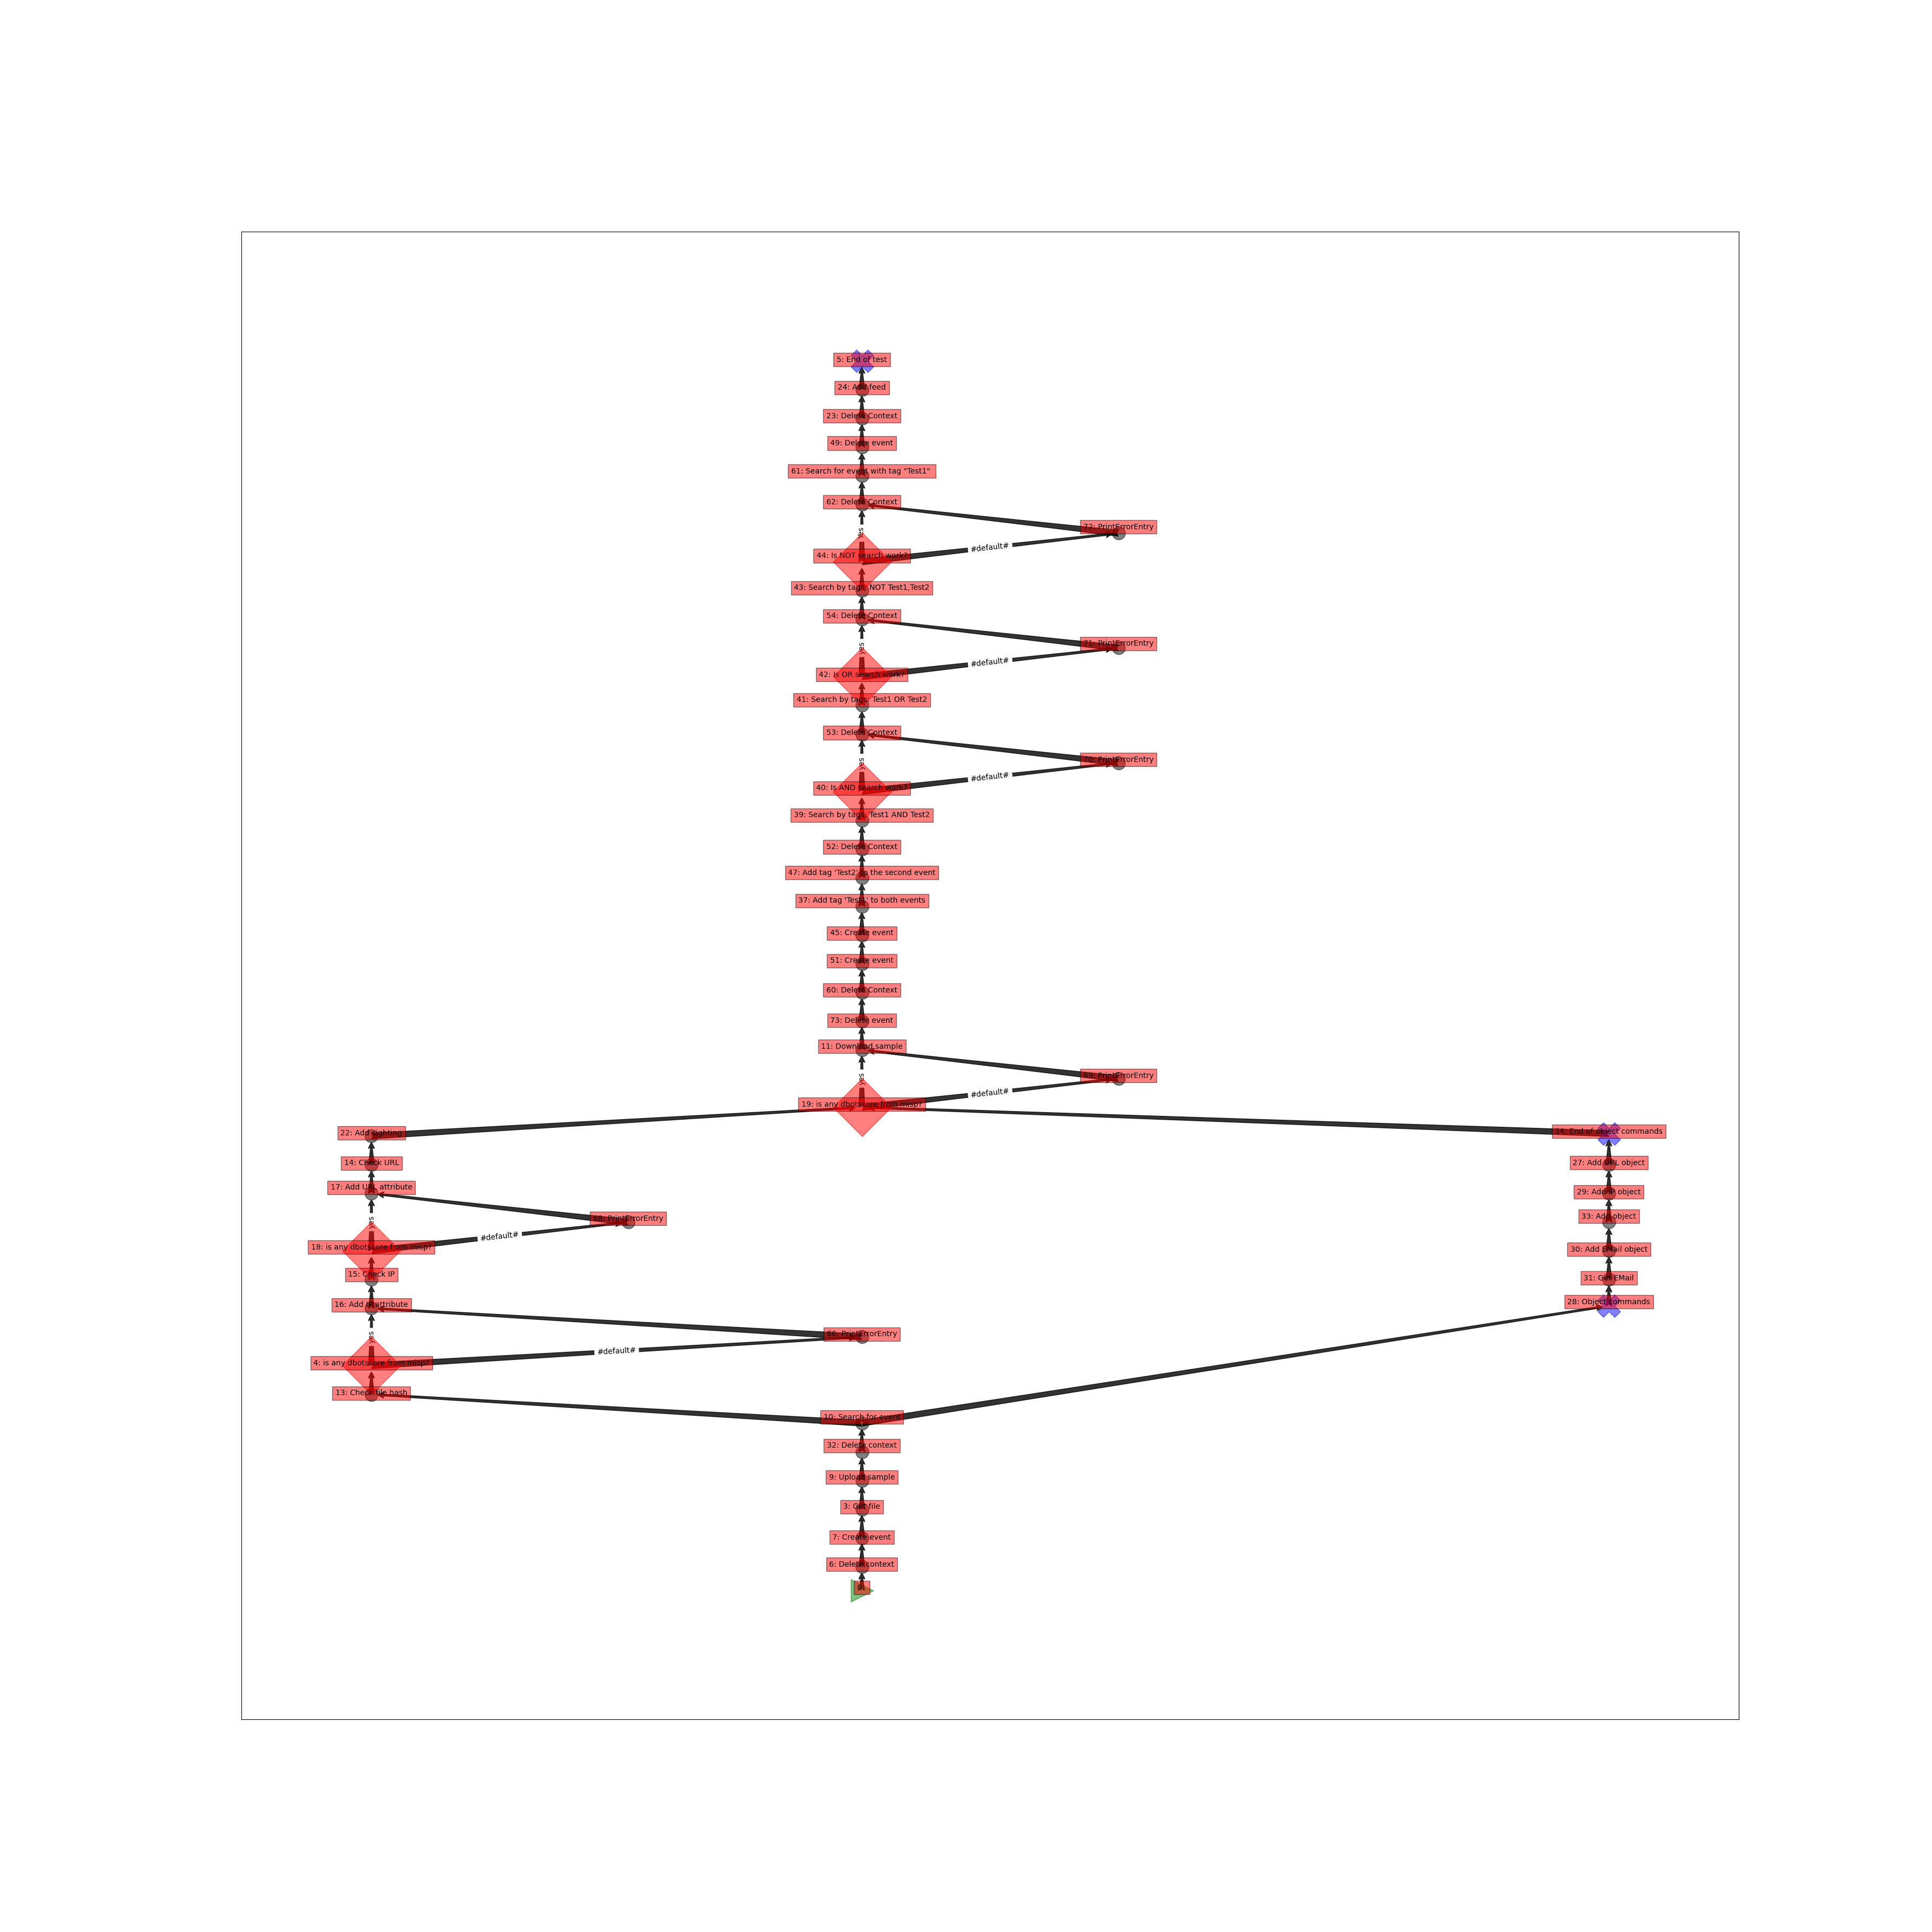 5: End of test
24: Add feed
23: Delete Context
49: Delete event
61: Search for event with tag "Test1"
62: Delete Context
72: PrintErrorEntry
yes
44: Is NOT search work?
#default#
43: Search by tags: NOT Test1,Test2
54: Delete Context
71: PrintErrorEntry
yes
#default#
42: Is OR search work?
41: Search by tags: Test1 OR Test2
53: Delete Context
70: PrintErrorEntry
yes
#default#
40: Is AND search work?
39: Search by tags: Test1 AND Test2
52: Delete Context
47: Add tag 'Test2' to the second event
37: Add tag 'Test1' to both events
45: Create event
51: Create event
60: Delete Context
73: Delete event
11: Download sample
69: PrintErrorEntry
yes
#default#
19: is any dbotscore from misp?
22: Add sighting
34: End of object commands
14: Check URL
27: Add URL object
17: Add URL attribute
29: Add IP object
33: Add object
68: PrintErrorEntry
yes
#default#
18: is any dbotscore from misp?
30: Add EMail object
15: Check IP
31: Get EMail
28: Object commands
16: Add IP attribute
66: PrintErrorEntry
yes
#default#
4: is any dbotscore from misp?
13: Check file hash
10: Search for event
32: Delete context
9: Upload sample
3: Get file
7: Create event
6: Delete context
0: